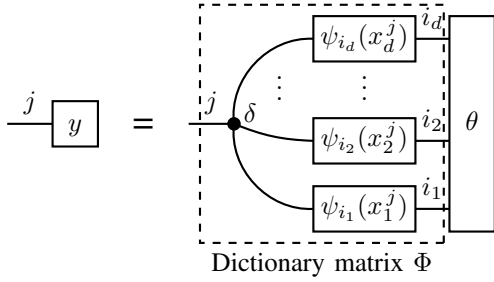 ψ_{i_d}(x_d^j) i_d
j y = j δ ⋮ ⋮ θ
ψ_{i_2}(x_2^j) i_2
ψ_{i_1}(x_1^j) i_1
Dictionary matrix Φ